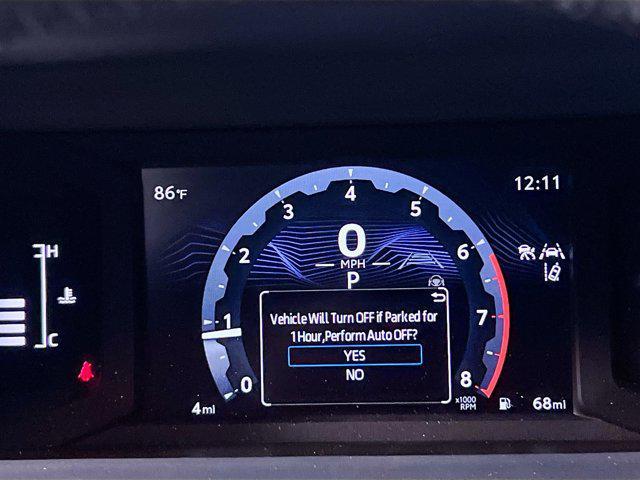 86°F
12:11
4
3
5
0
2
6
MPH
H
P
Vehicle Will Turn OFF if Parked for
1 Hour,Perform Auto OFF?
1
7
YES
C
NO
0
8
x1000
RPM
4mi
68mi